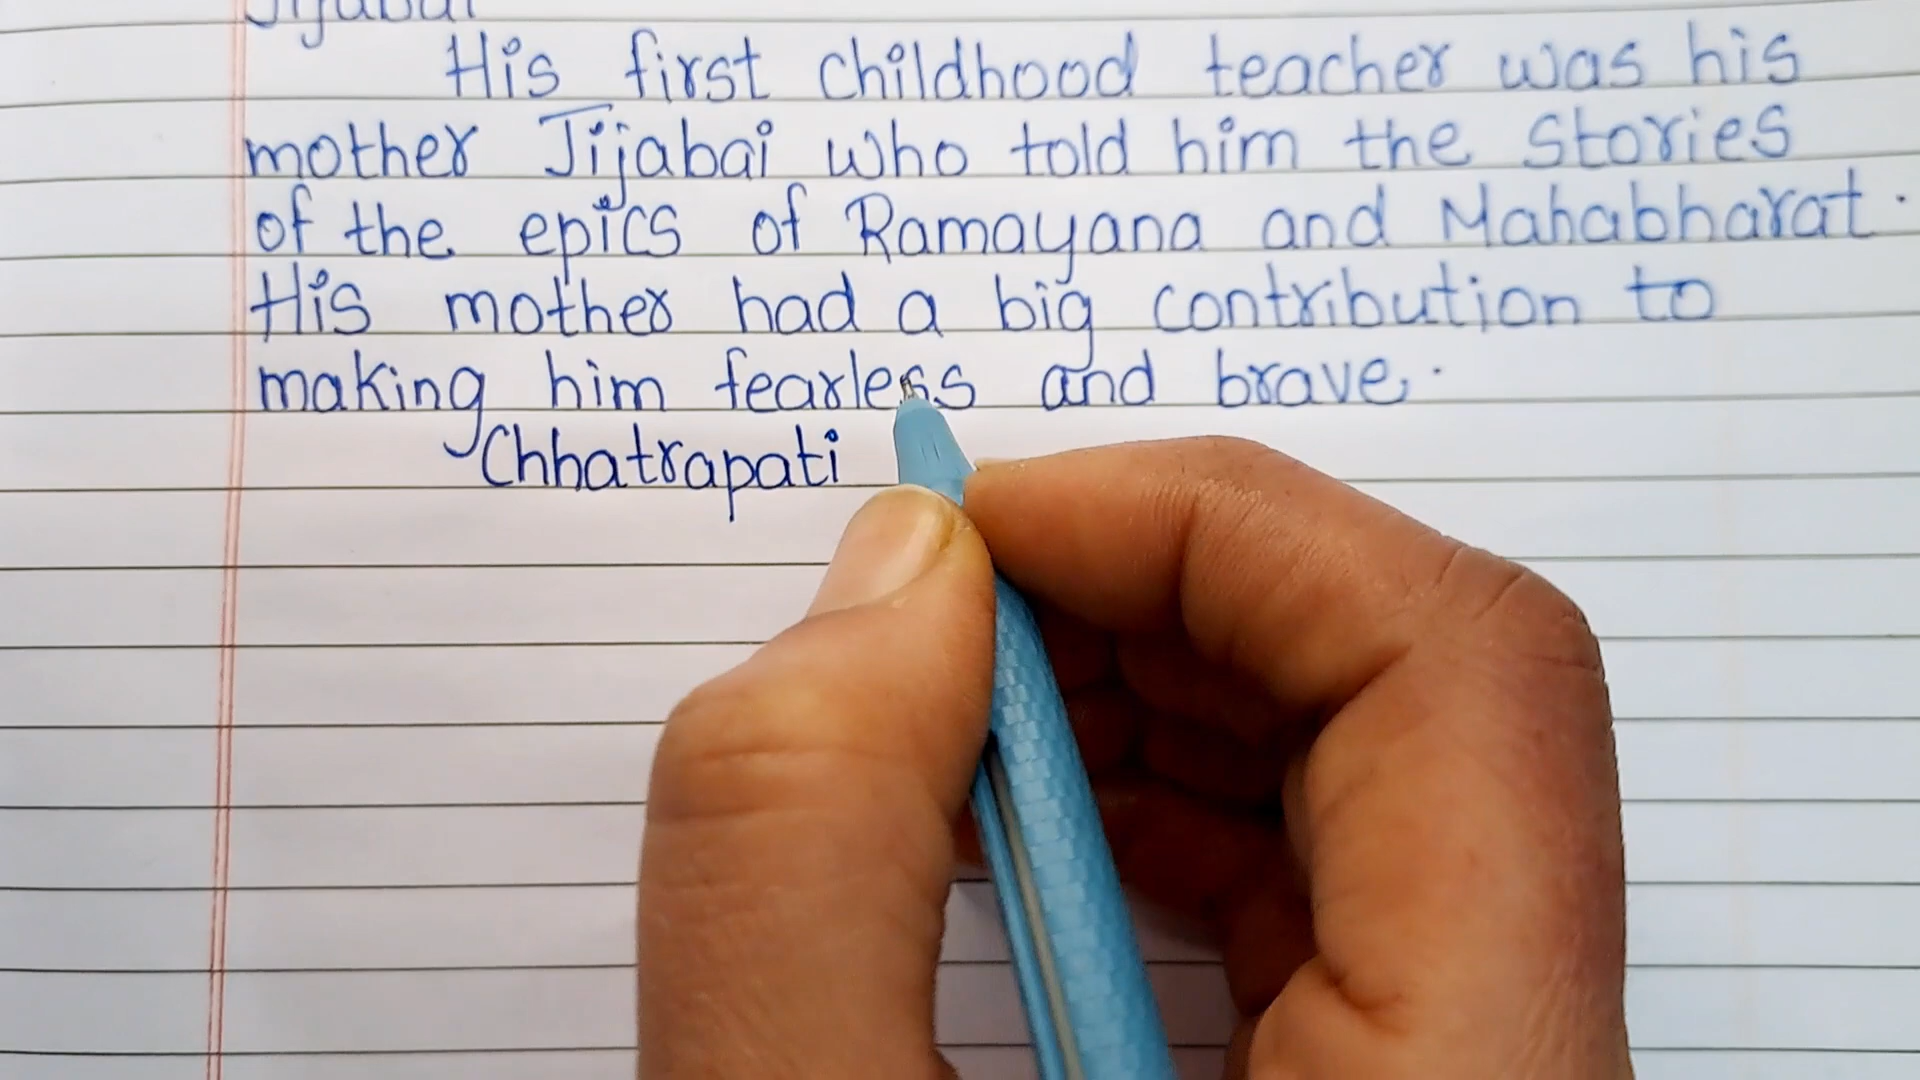 Jijabai
His first childhood teacher was his
mother Jijabai who told him the stories
of the epics of Ramayana and Mahabharat.
His mother had a big contribution to
making him fearless and brave.
Chhatrapati